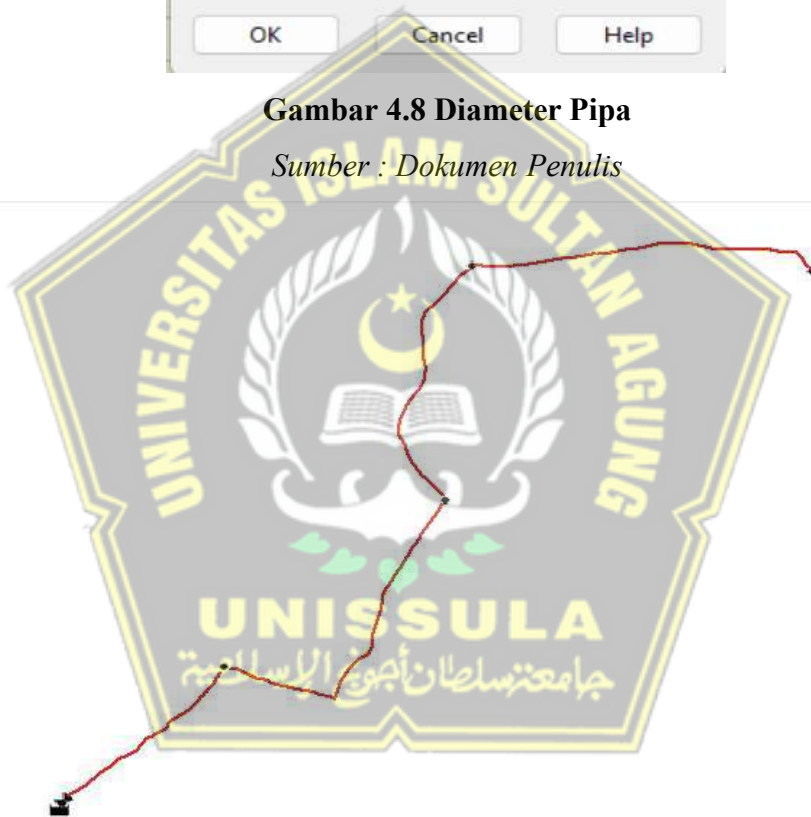 OK Cancel Help
Gambar 4.8 Diameter Pipa
Sumber : Dokumen Penulis
UNIVERSITAS ISLAM SULTAN AGUNG
UNISSULA
جامعة سلطان أجونج الإسلامية